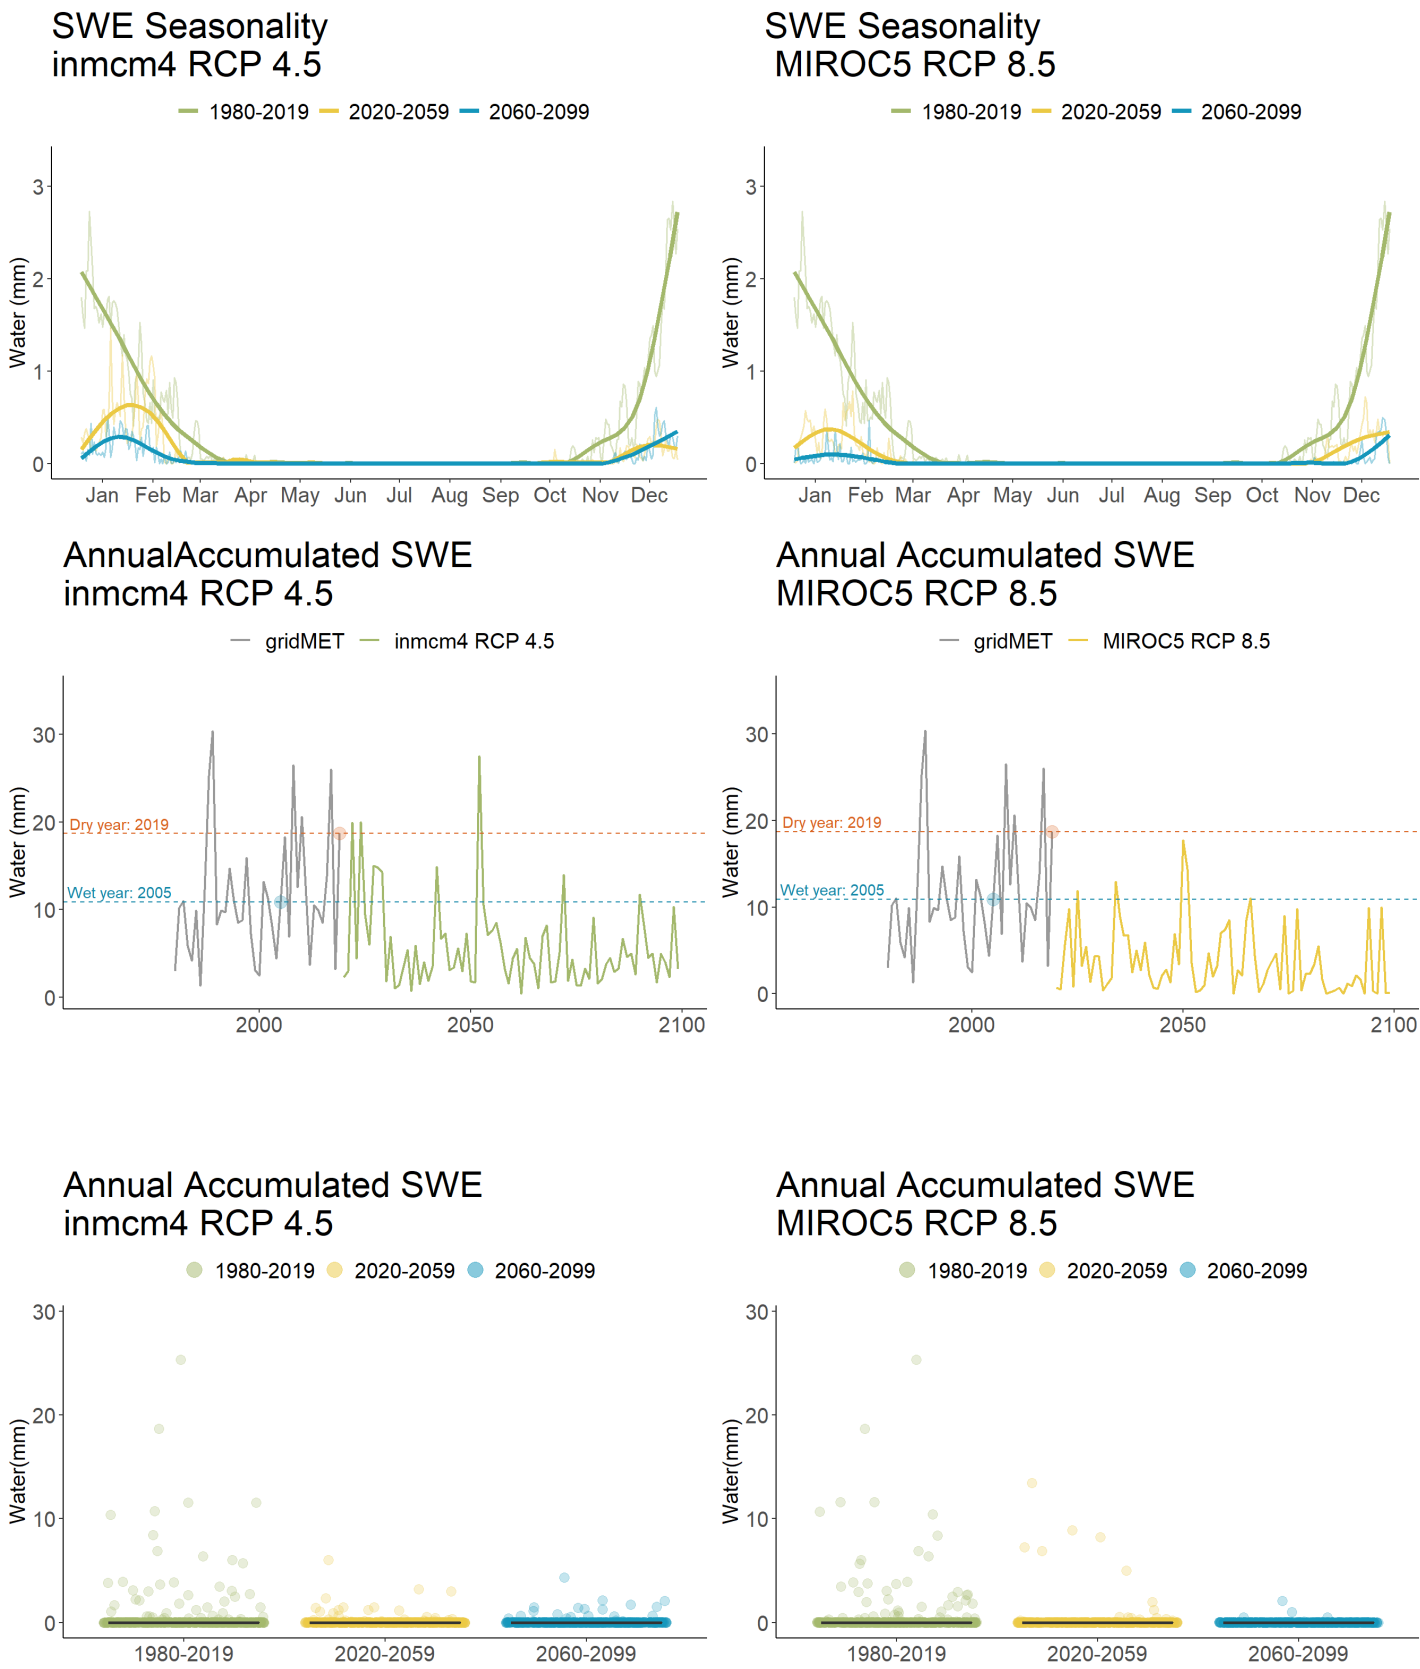 SWE Seasonality
inmcm4 RCP 4.5
1980-2019 2020-2059 2060-2099
Water (mm)
3
2
1
0
Jan Feb Mar Apr May Jun Jul Aug Sep Oct Nov Dec
SWE Seasonality
MIROC5 RCP 8.5
1980-2019 2020-2059 2060-2099
Water (mm)
3
2
1
0
Jan Feb Mar Apr May Jun Jul Aug Sep Oct Nov Dec
AnnualAccumulated SWE
inmcm4 RCP 4.5
gridMET inmcm4 RCP 4.5
Water (mm)
30
20
10
0
Dry year: 2019
Wet year: 2005
2000 2050 2100
Annual Accumulated SWE
MIROC5 RCP 8.5
gridMET MIROC5 RCP 8.5
Water (mm)
30
20
10
0
Dry year: 2019
Wet year: 2005
2000 2050 2100
Annual Accumulated SWE
inmcm4 RCP 4.5
1980-2019 2020-2059 2060-2099
Water(mm)
30
20
10
0
1980-2019 2020-2059 2060-2099
Annual Accumulated SWE
MIROC5 RCP 8.5
1980-2019 2020-2059 2060-2099
Water(mm)
30
20
10
0
1980-2019 2020-2059 2060-2099